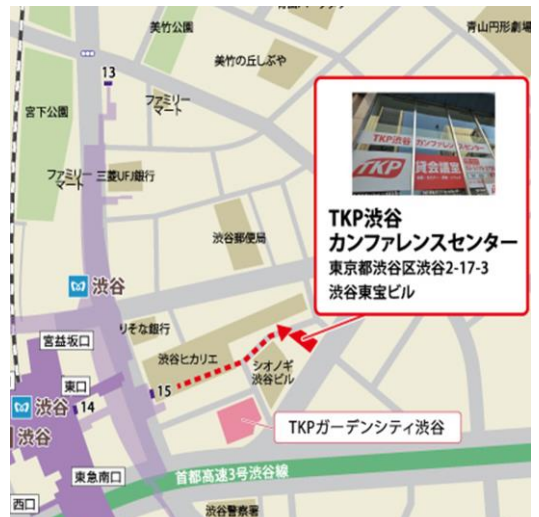 美竹公園
青山円形劇場
13
美竹の丘しぶや
宮下公園
ファミリー
マート
ファミリー
マート
三菱UFJ銀行
TKP渋谷 カンファレンスセンター
TKP 貸会議室
TKP渋谷
カンファレンスセンター
東京都渋谷区渋谷2-17-3
渋谷東宝ビル
渋谷郵便局
渋谷
りそな銀行
宮益坂口
渋谷ヒカリエ
シオノギ
渋谷ビル
東口
15
渋谷
14
渋谷
TKPガーデンシティ渋谷
東急南口
首都高速3号渋谷線
西口
渋谷警察署